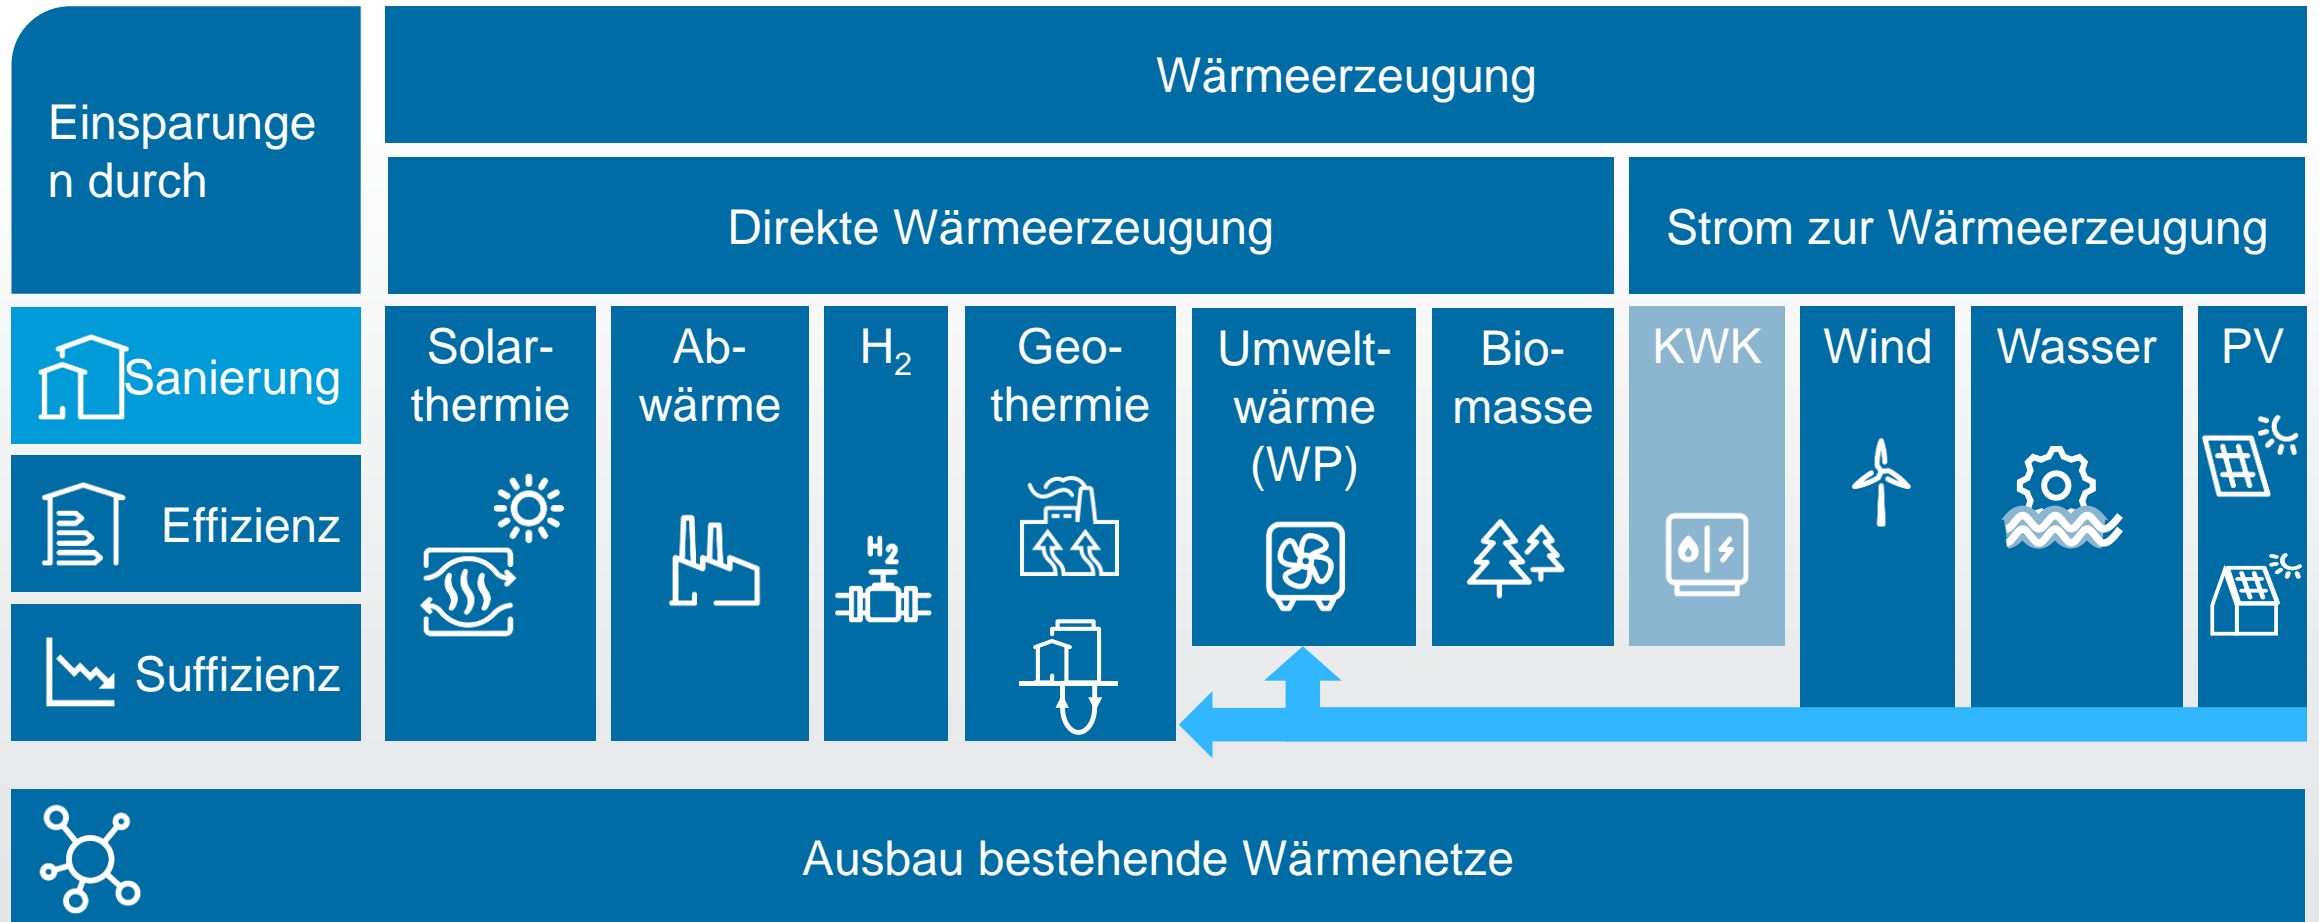 Einsparunge
n durch
Wärmeerzeugung
Direkte Wärmeerzeugung
Strom zur Wärmeerzeugung
Sanierung
Effizienz
Suffizienz
Solar-
thermie
Ab-
wärme
H₂
H2
Geo-
thermie
Umwelt-
wärme
(WP)
Bio-
masse
KWK
Wind
Wasser
PV
Ausbau bestehende Wärmenetze